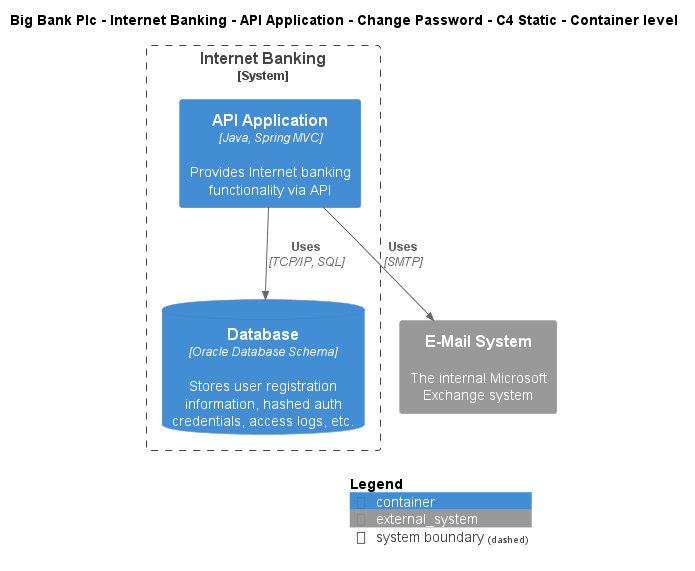 Big Bank Plc - Internet Banking - API Application - Change Password - C4 Static - Container level
Internet Banking
[System]
API Application
[Java, Spring MVC]
Provides Internet banking
functionality via API
Uses
[TCP/IP, SQL]
Uses
[SMTP]
Database
[Oracle Database Schema]
Stores user registration
information, hashed auth
credentials, access logs, etc.
E-Mail System
The internal Microsoft
Exchange system
Legend
container
external_system
system boundary (dashed)